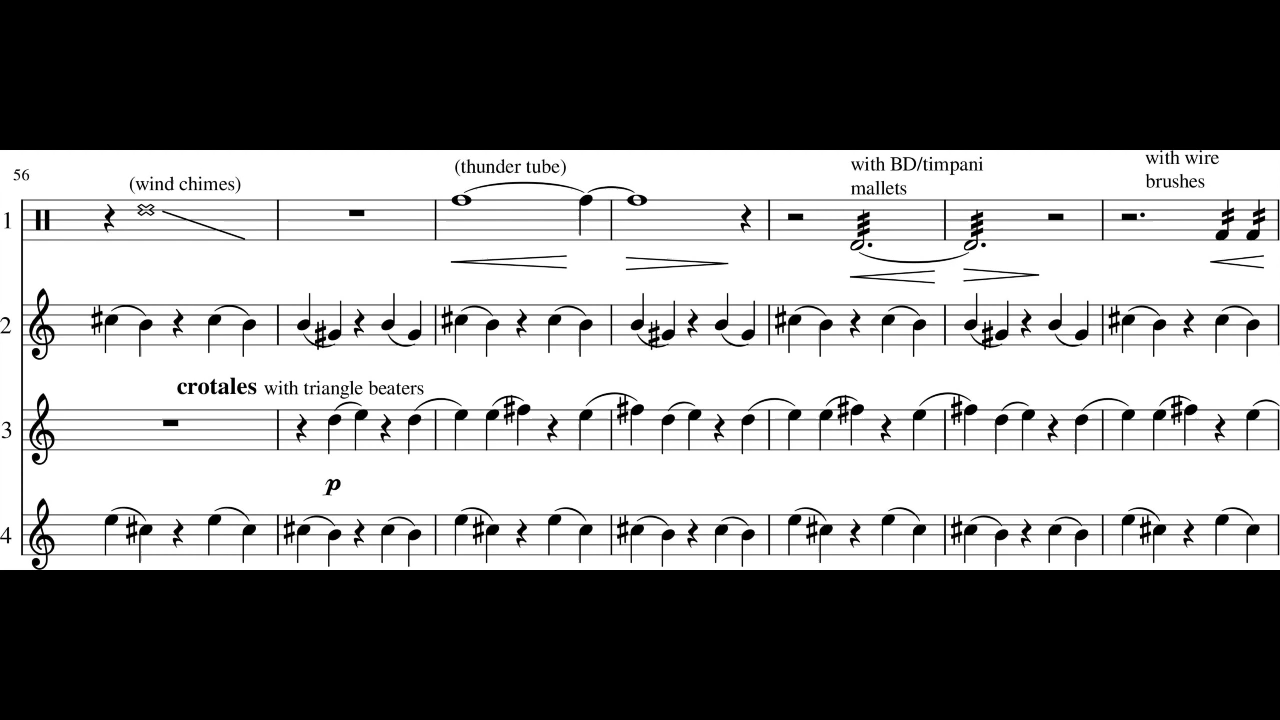 56
(wind chimes)
(thunder tube)
with BD/timpani
mallets
with wire
brushes
1
2
crotales with triangle beaters
3
p
4